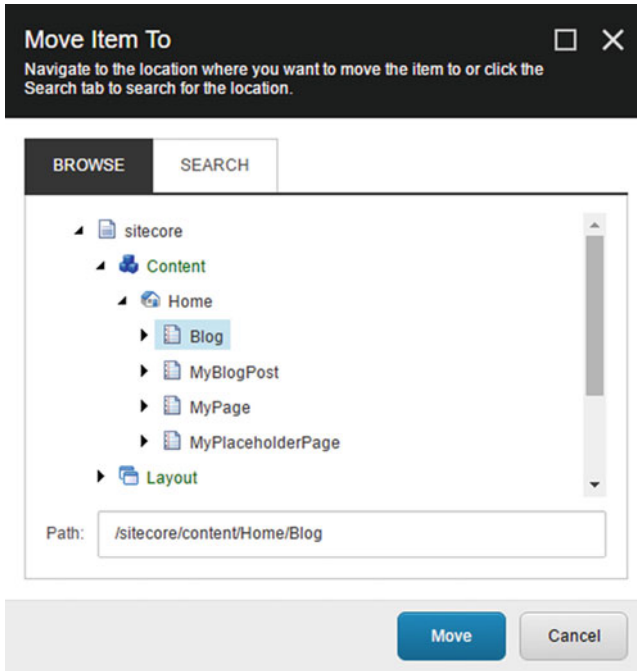 Move Item To
Navigate to the location where you want to move the item to or click the
Search tab to search for the location.
BROWSE SEARCH
sitecore
Content
Home
Blog
MyBlogPost
MyPage
MyPlaceholderPage
Layout
Path: /sitecore/content/Home/Blog
Move Cancel